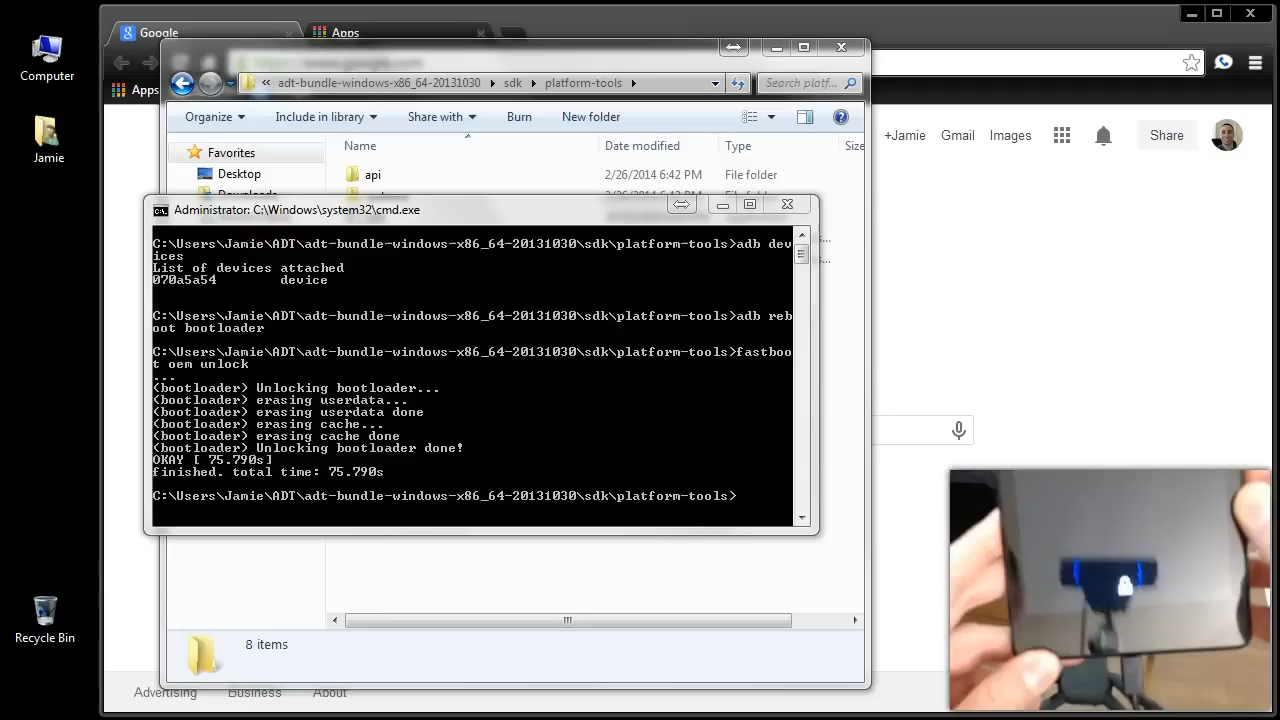 Computer
Jamie
Recycle Bin
Google
Apps
Apps
adt-bundle-windows-x86_64-20131030
sdk
platform-tools
Search platf...
Organize
Include in library
Share with
Burn
New folder
Favorites
Desktop
Name
Date modified
Type
Size
api
2/26/2014 6:42 PM
File folder
+Jamie
Gmail
Images
Share
Administrator: C:\Windows\system32\cmd.exe
C:\Users\Jamie\ADT\adt-bundle-windows-x86_64-20131030\sdk\platform-tools>adb dev
ices
List of devices attached
070a5a54 device
C:\Users\Jamie\ADT\adt-bundle-windows-x86_64-20131030\sdk\platform-tools>adb reb
oot bootloader
C:\Users\Jamie\ADT\adt-bundle-windows-x86_64-20131030\sdk\platform-tools>fastboo
t oem unlock
...
(bootloader) Unlocking bootloader...
(bootloader) erasing userdata...
(bootloader) erasing userdata done
(bootloader) erasing cache...
(bootloader) erasing cache done
(bootloader) Unlocking bootloader done!
OKAY [ 75.790s]
finished. total time: 75.790s
C:\Users\Jamie\ADT\adt-bundle-windows-x86_64-20131030\sdk\platform-tools>
8 items
Advertising
Business
About